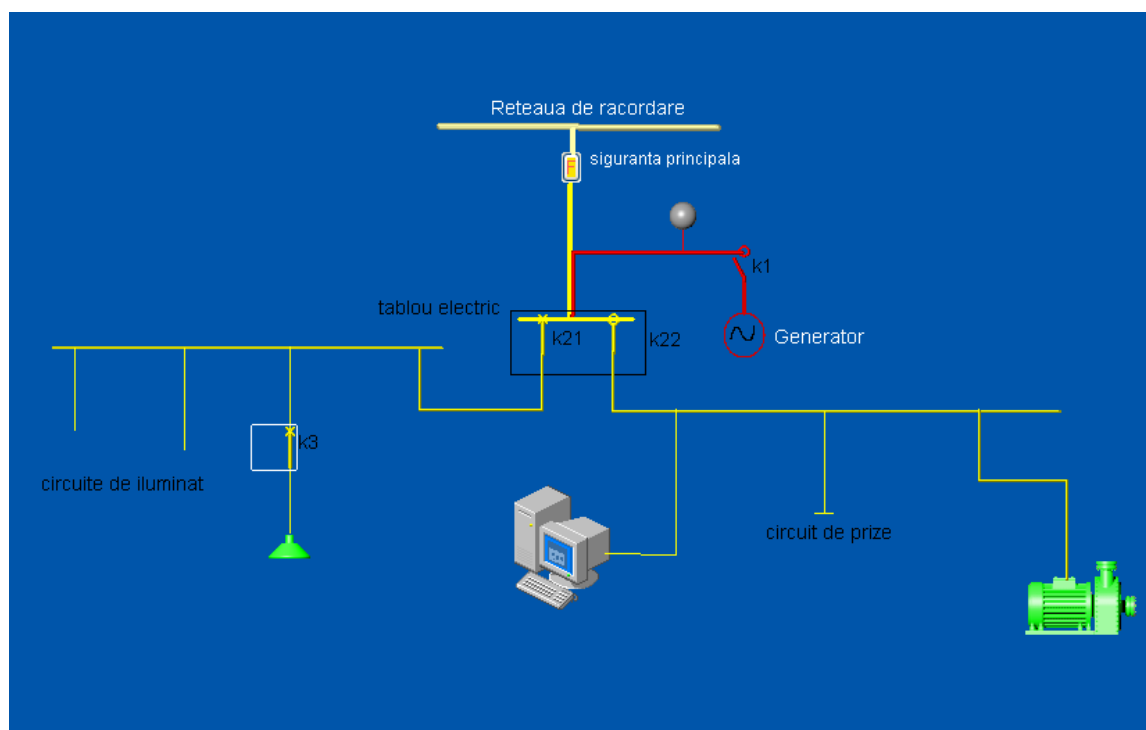 Reteaua de racordare
siguranta principala
F
k1
tablou electric
k21
k22
Generator
k3
circuite de iluminat
circuit de prize